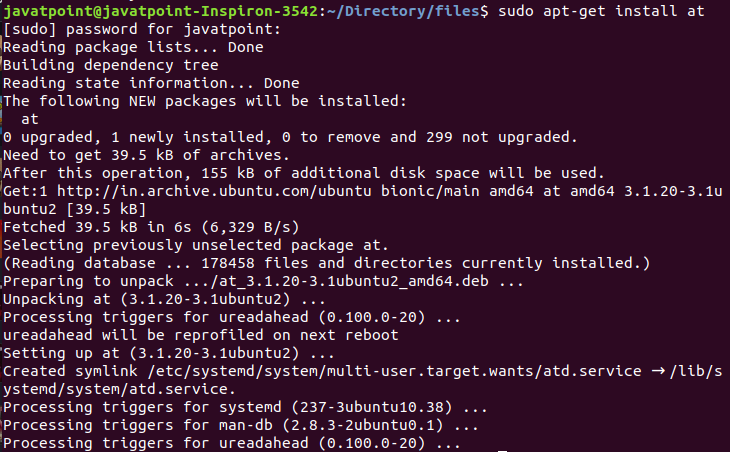 javatpoint@javatpoint-Inspiron-3542:~/Directory/files$ sudo apt-get install at
[sudo] password for javatpoint:
Reading package lists... Done
Building dependency tree
Reading state information... Done
The following NEW packages will be installed:
  at
0 upgraded, 1 newly installed, 0 to remove and 299 not upgraded.
Need to get 39.5 kB of archives.
After this operation, 155 kB of additional disk space will be used.
Get:1 http://in.archive.ubuntu.com/ubuntu bionic/main amd64 at amd64 3.1.20-3.1u
buntu2 [39.5 kB]
Fetched 39.5 kB in 6s (6,329 B/s)
Selecting previously unselected package at.
(Reading database ... 178458 files and directories currently installed.)
Preparing to unpack .../at_3.1.20-3.1ubuntu2_amd64.deb ...
Unpacking at (3.1.20-3.1ubuntu2) ...
Processing triggers for ureadahead (0.100.0-20) ...
ureadahead will be reprofiled on next reboot
Setting up at (3.1.20-3.1ubuntu2) ...
Created symlink /etc/systemd/system/multi-user.target.wants/atd.service → /lib/s
ystemd/system/atd.service.
Processing triggers for systemd (237-3ubuntu10.38) ...
Processing triggers for man-db (2.8.3-2ubuntu0.1) ...
Processing triggers for ureadahead (0.100.0-20) ...